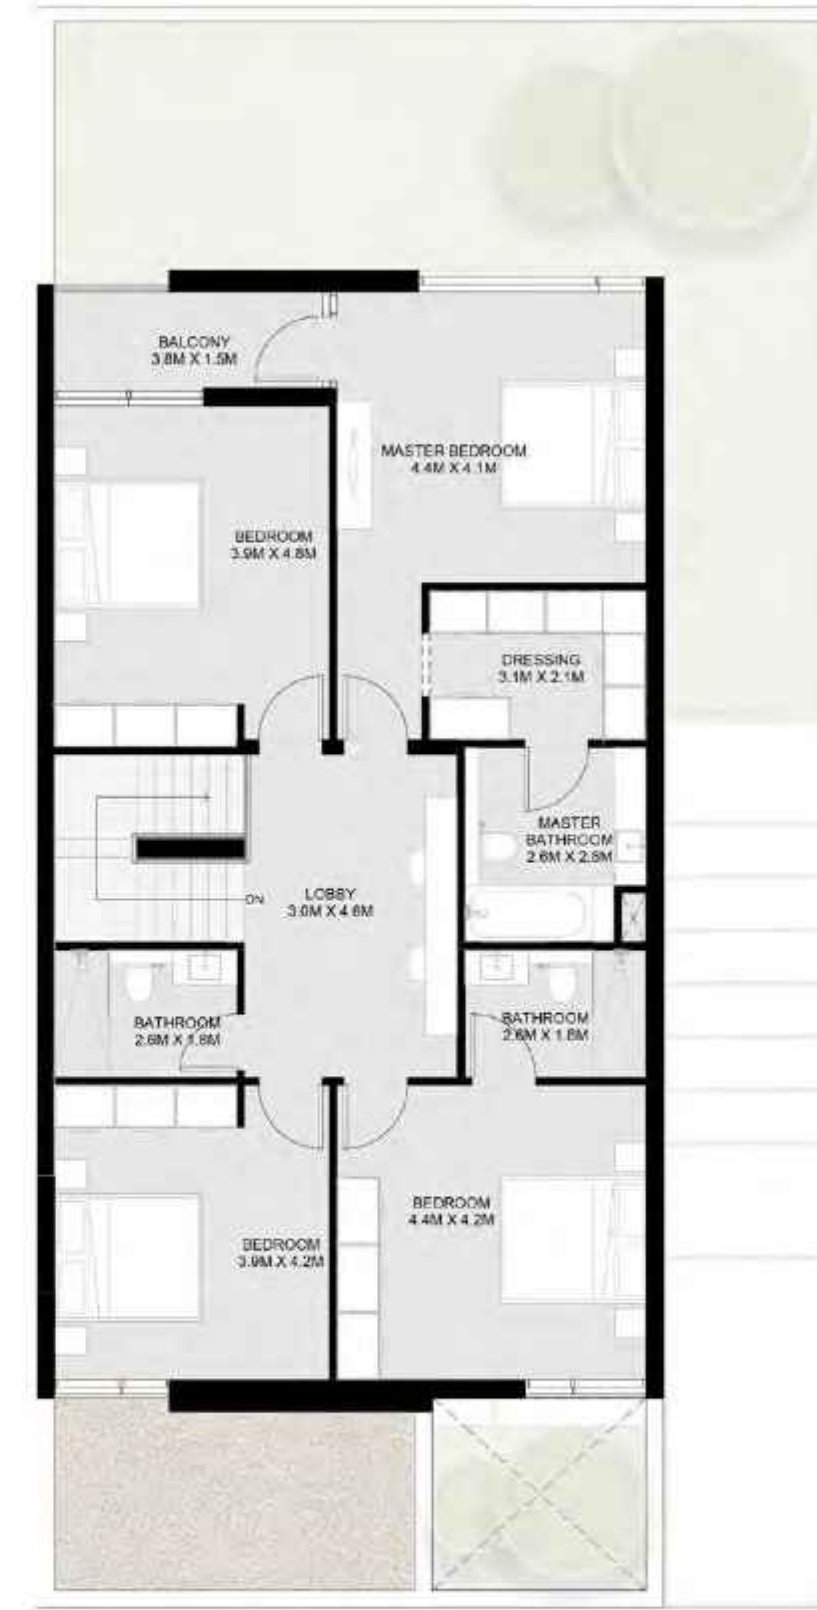 BALCONY
3.8M X 1.5M
MASTER BEDROOM
4.4M X 4.1M
BEDROOM
3.9M X 4.8M
DRESSING
3.1M X 2.1M
MASTER
BATHROOM
2.6M X 2.8M
LOBBY
3.0M X 4.6M
DN
BATHROOM
2.6M X 1.8M
BATHROOM
2.6M X 1.8M
BEDROOM
4.4M X 4.2M
BEDROOM
3.9M X 4.2M